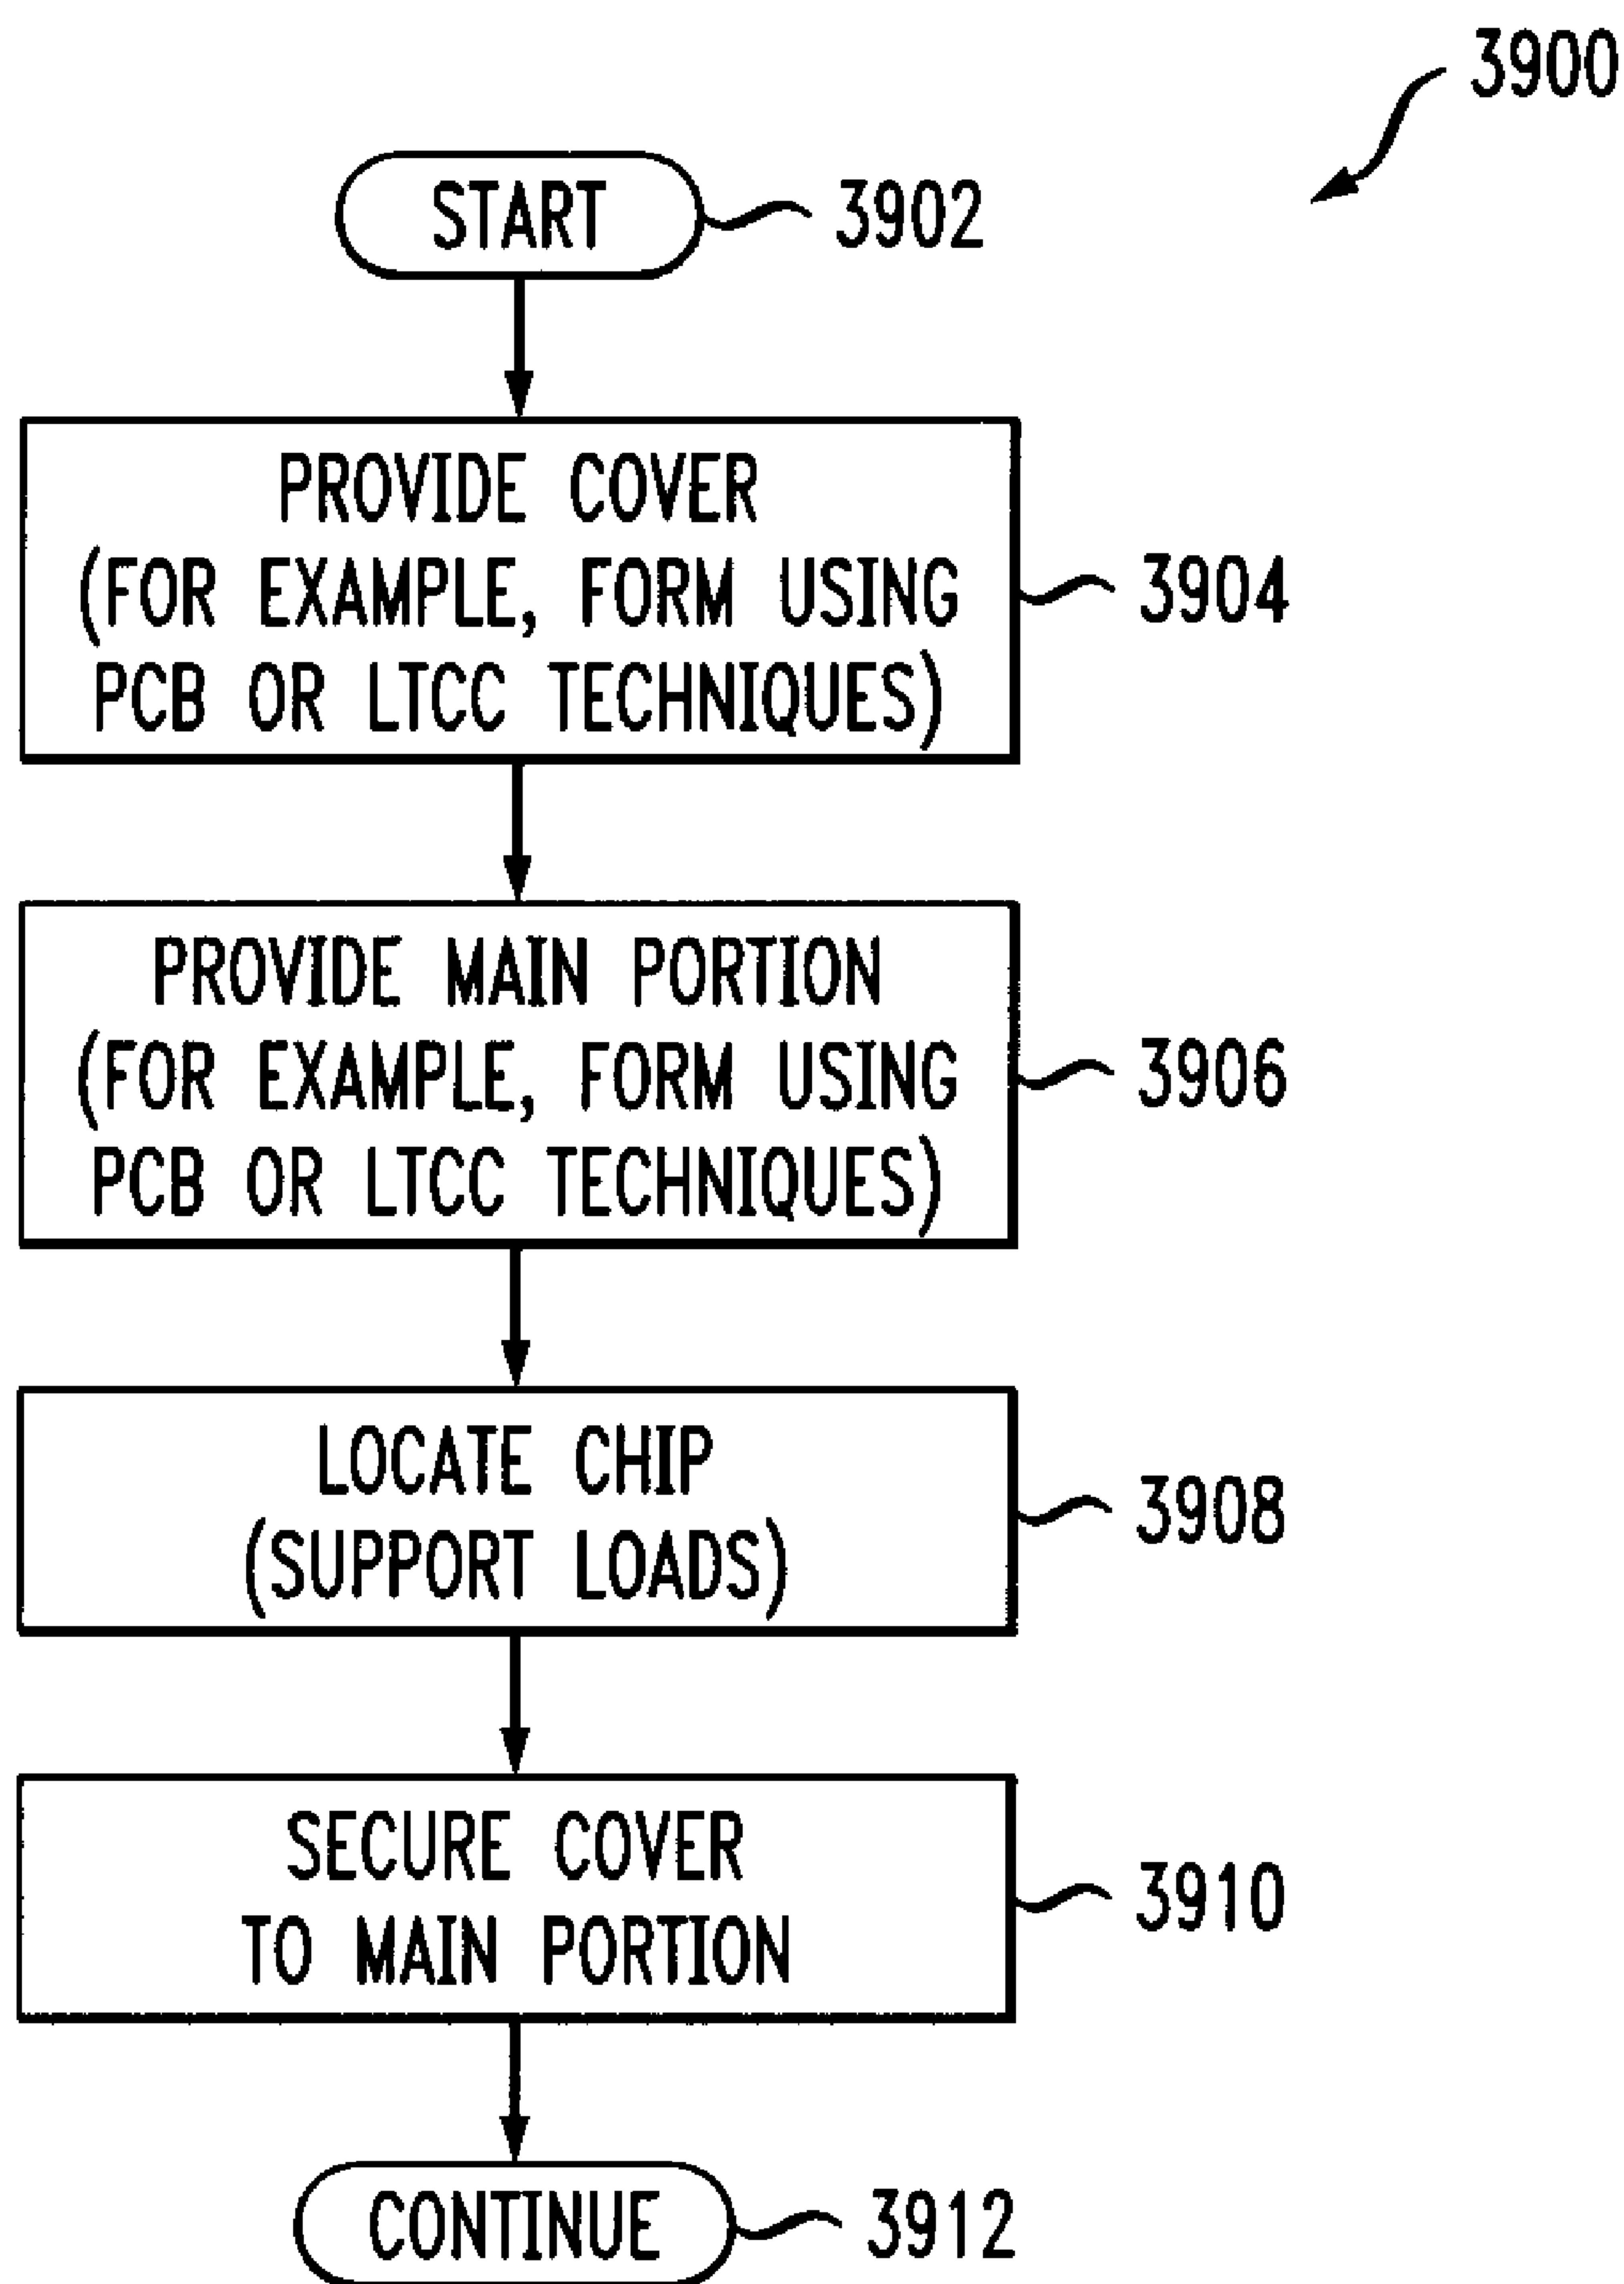 3900
START
3902
PROVIDE COVER
(FOR EXAMPLE, FORM USING
PCB OR LTCC TECHNIQUES)
3904
PROVIDE MAIN PORTION
(FOR EXAMPLE, FORM USING
PCB OR LTCC TECHNIQUES)
3906
LOCATE CHIP
(SUPPORT LOADS)
3908
SECURE COVER
TO MAIN PORTION
3910
CONTINUE
3912